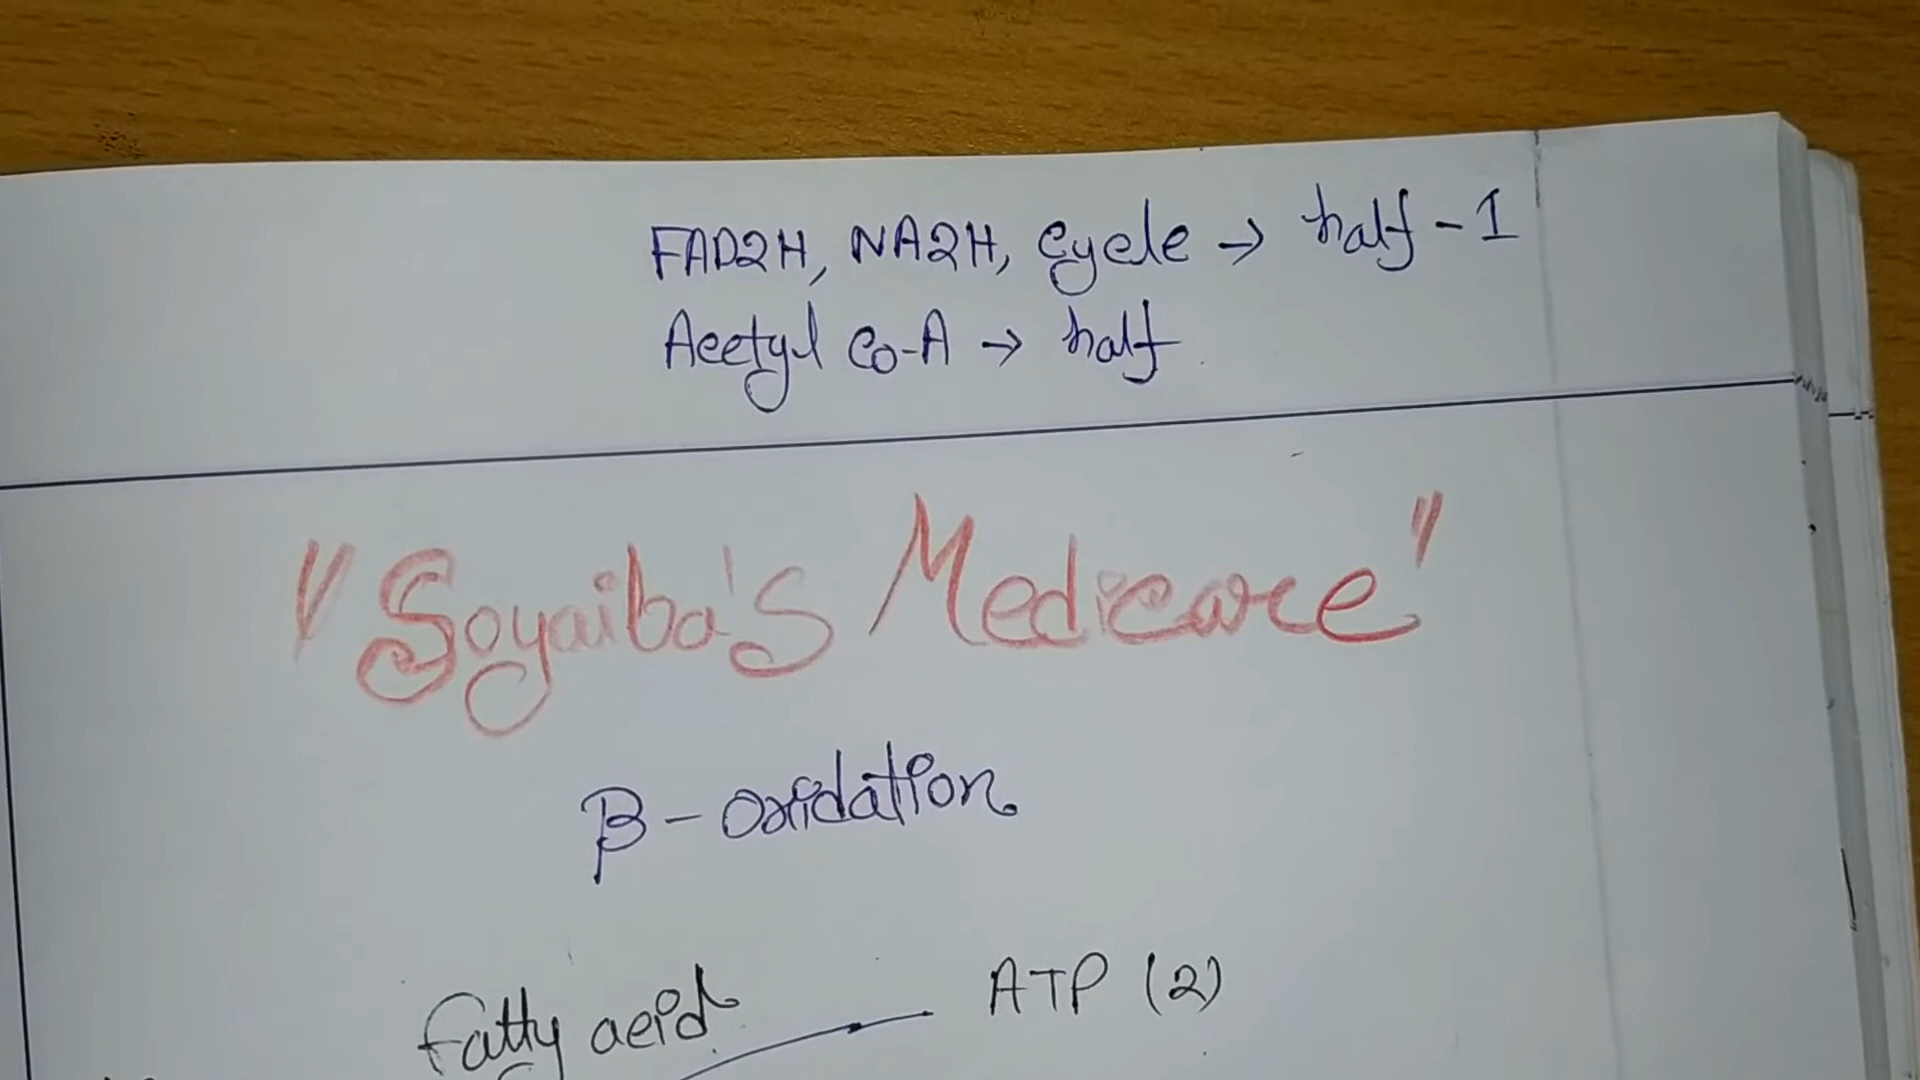 FAD2H, NA2H, Cycle → half - 1
Acetyl Co-A → half
"Soyaiba's Medicare"
β - oxidation
Fatty acid ATP (2)